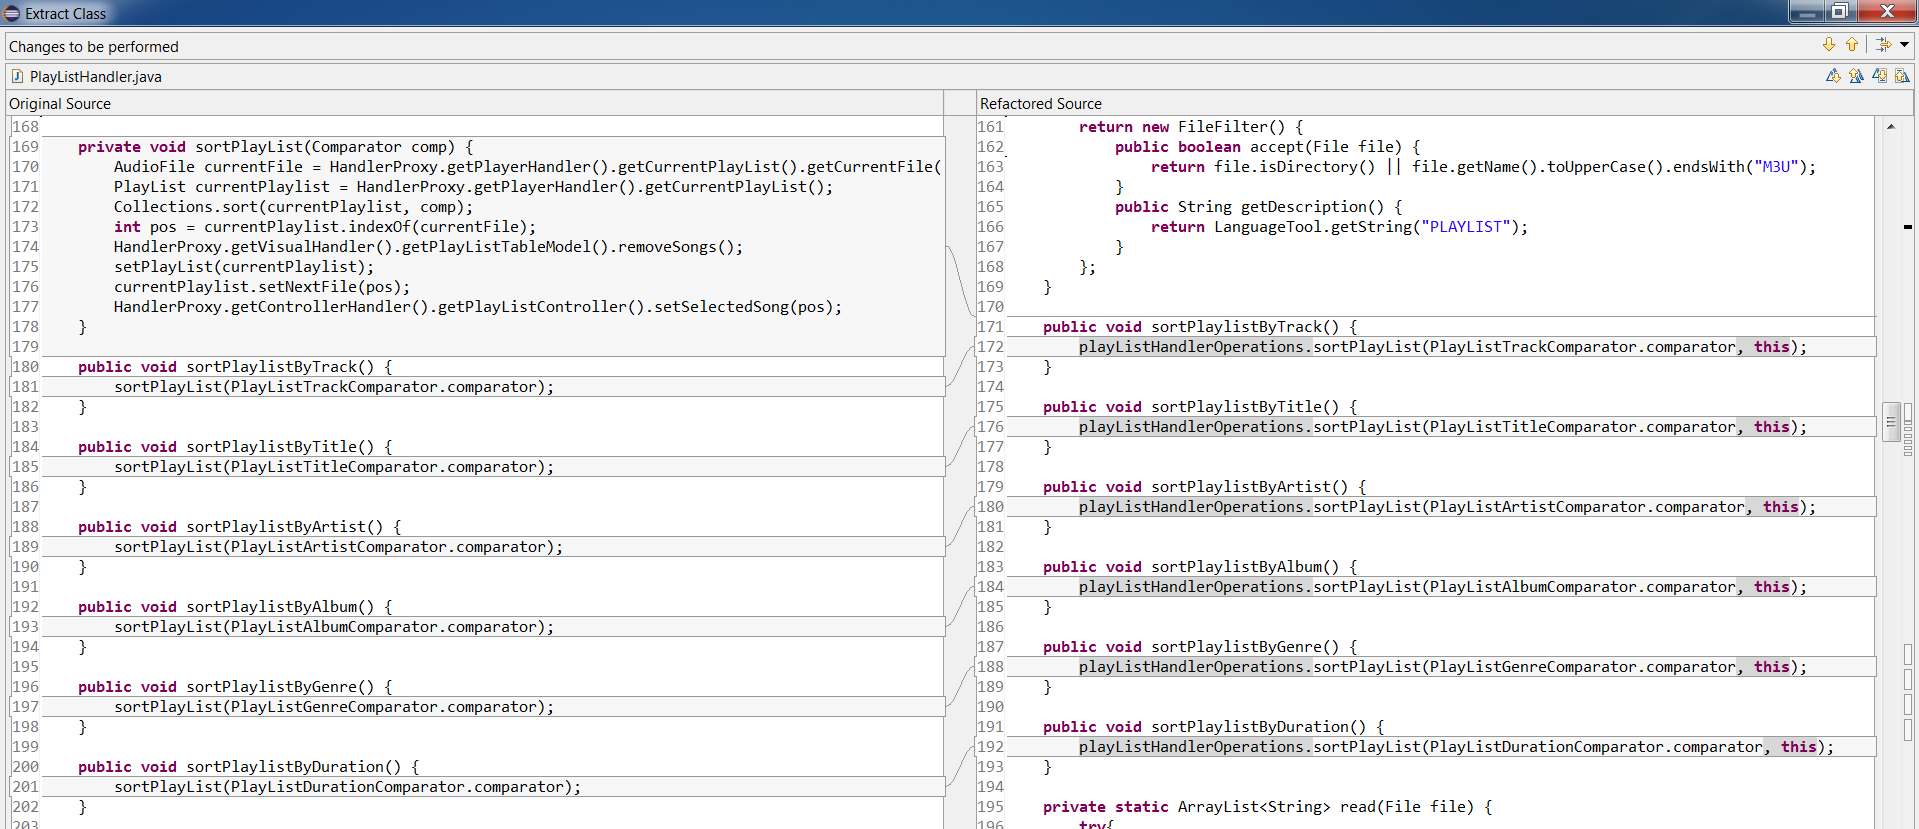 Extract Class
Changes to be performed
PlayListHandler.java
Original Source
168
169    private void sortPlayList(Comparator comp) {
170        AudioFile currentFile = HandlerProxy.getPlayerHandler().getCurrentPlayList().getCurrentFile(
171        PlayList currentPlaylist = HandlerProxy.getPlayerHandler().getCurrentPlayList();
172        Collections.sort(currentPlaylist, comp);
173        int pos = currentPlaylist.indexOf(currentFile);
174        HandlerProxy.getVisualHandler().getPlayListTableModel().removeSongs();
175        setPlayList(currentPlaylist);
176        currentPlaylist.setNextFile(pos);
177        HandlerProxy.getControllerHandler().getPlayListController().setSelectedSong(pos);
178    }
179
180    public void sortPlaylistByTrack() {
181        sortPlayList(PlayListTrackComparator.comparator);
182    }
183
184    public void sortPlaylistByTitle() {
185        sortPlayList(PlayListTitleComparator.comparator);
186    }
187
188    public void sortPlaylistByArtist() {
189        sortPlayList(PlayListArtistComparator.comparator);
190    }
191
192    public void sortPlaylistByAlbum() {
193        sortPlayList(PlayListAlbumComparator.comparator);
194    }
195
196    public void sortPlaylistByGenre() {
197        sortPlayList(PlayListGenreComparator.comparator);
198    }
199
200    public void sortPlaylistByDuration() {
201        sortPlayList(PlayListDurationComparator.comparator);
202    }
203
Refactored Source
161        return new FileFilter() {
162            public boolean accept(File file) {
163                return file.isDirectory() || file.getName().toUpperCase().endsWith("M3U");
164            }
165            public String getDescription() {
166                return LanguageTool.getString("PLAYLIST");
167            }
168        };
169    }
170
171    public void sortPlaylistByTrack() {
172        playListHandlerOperations.sortPlayList(PlayListTrackComparator.comparator, this);
173    }
174
175    public void sortPlaylistByTitle() {
176        playListHandlerOperations.sortPlayList(PlayListTitleComparator.comparator, this);
177    }
178
179    public void sortPlaylistByArtist() {
180        playListHandlerOperations.sortPlayList(PlayListArtistComparator.comparator, this);
181    }
182
183    public void sortPlaylistByAlbum() {
184        playListHandlerOperations.sortPlayList(PlayListAlbumComparator.comparator, this);
185    }
186
187    public void sortPlaylistByGenre() {
188        playListHandlerOperations.sortPlayList(PlayListGenreComparator.comparator, this);
189    }
190
191    public void sortPlaylistByDuration() {
192        playListHandlerOperations.sortPlayList(PlayListDurationComparator.comparator, this);
193    }
194
195    private static ArrayList<String> read(File file) {
196        try{